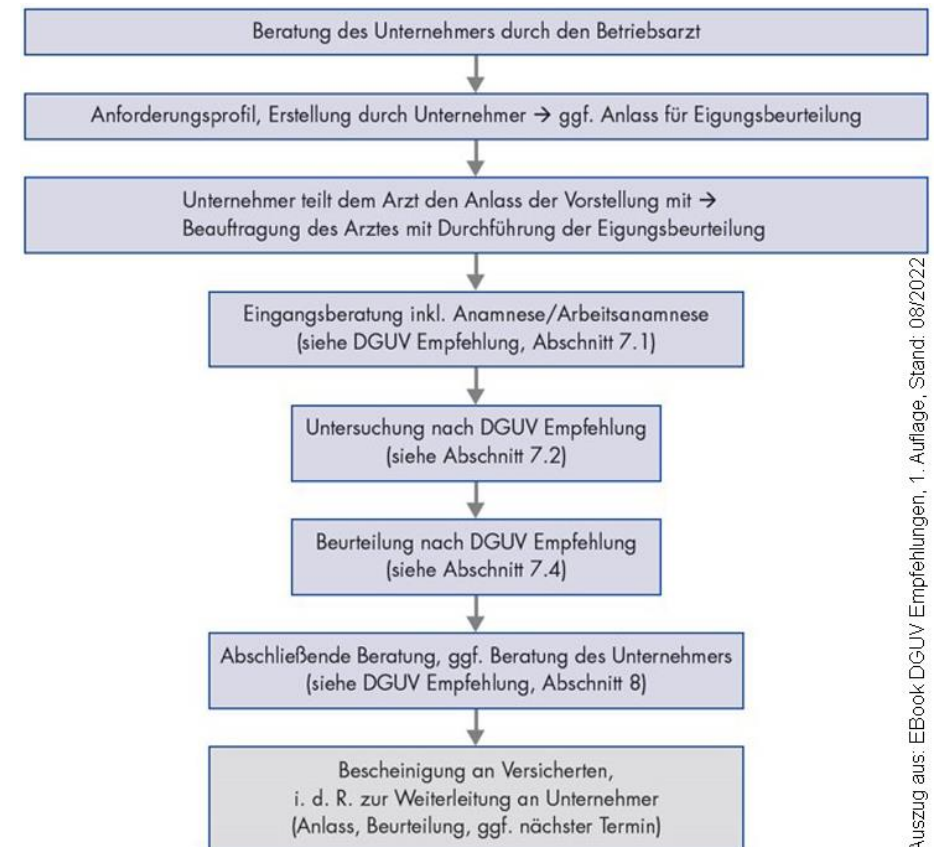 Beratung des Unternehmers durch den Betriebsarzt
Anforderungsprofil, Erstellung durch Unternehmer → ggf. Anlass für Eigungsbeurteilung
Unternehmer teilt dem Arzt den Anlass der Vorstellung mit →
Beauftragung des Arztes mit Durchführung der Eigungsbeurteilung
Eingangsberatung inkl. Anamnese/Arbeitsanamnese
(siehe DGUV Empfehlung, Abschnitt 7.1)
Untersuchung nach DGUV Empfehlung
(siehe Abschnitt 7.2)
Beurteilung nach DGUV Empfehlung
(siehe Abschnitt 7.4)
Abschließende Beratung, ggf. Beratung des Unternehmers
(siehe DGUV Empfehlung, Abschnitt 8)
Bescheinigung an Versicherten,
i. d. R. zur Weiterleitung an Unternehmer
(Anlass, Beurteilung, ggf. nächster Termin)
Auszug aus: EBook DGUV Empfehlungen, 1. Auflage, Stand: 08/2022